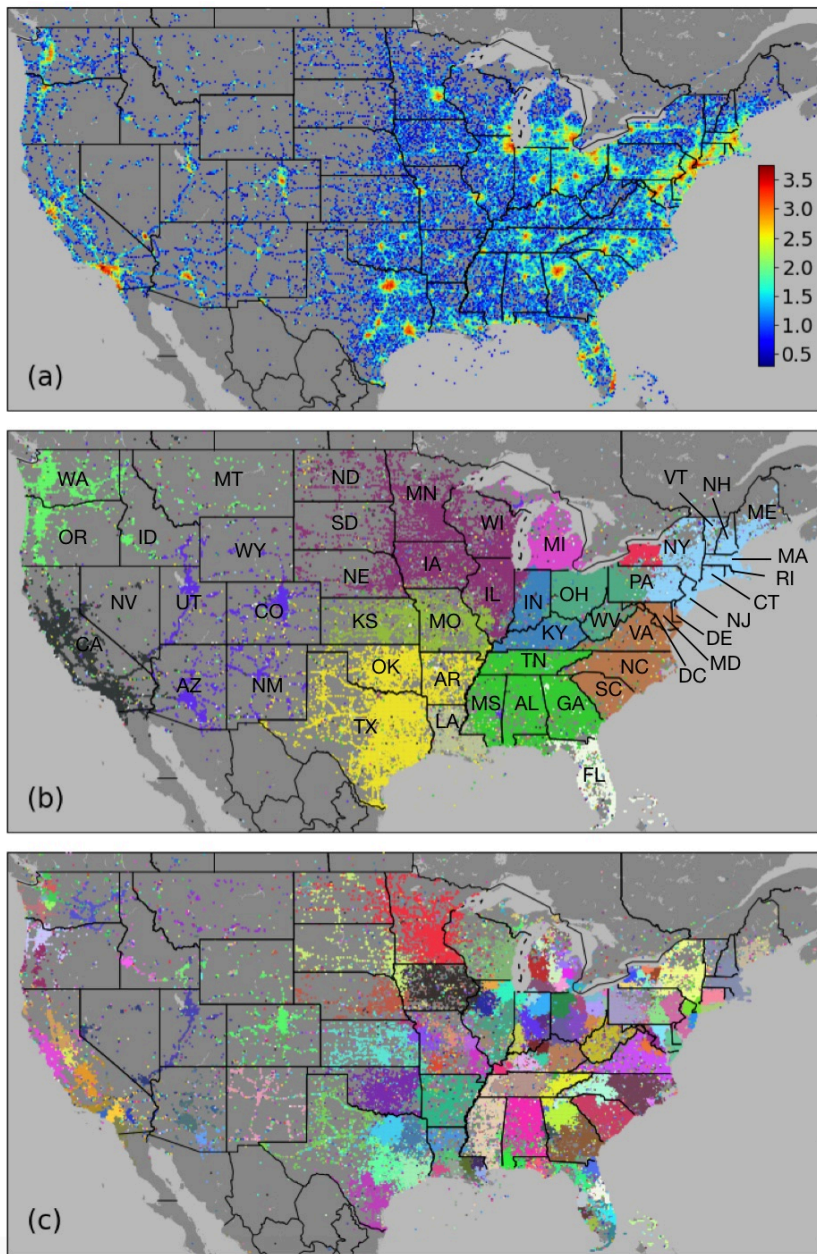 3.5
3.0
2.5
2.0
1.5
1.0
0.5
(a)
WA
MT
ND
MN
VT
NH
ME
OR
ID
SD
WI
MI
NY
WY
IA
MA
RI
NE
PA
CT
NV
UT
CO
IL
IN
OH
NJ
KS
MO
WV
VA
DE
CA
KY
MD
DC
AZ
NM
OK
AR
TN
NC
SC
TX
LA
MS
AL
GA
FL
(b)
(c)